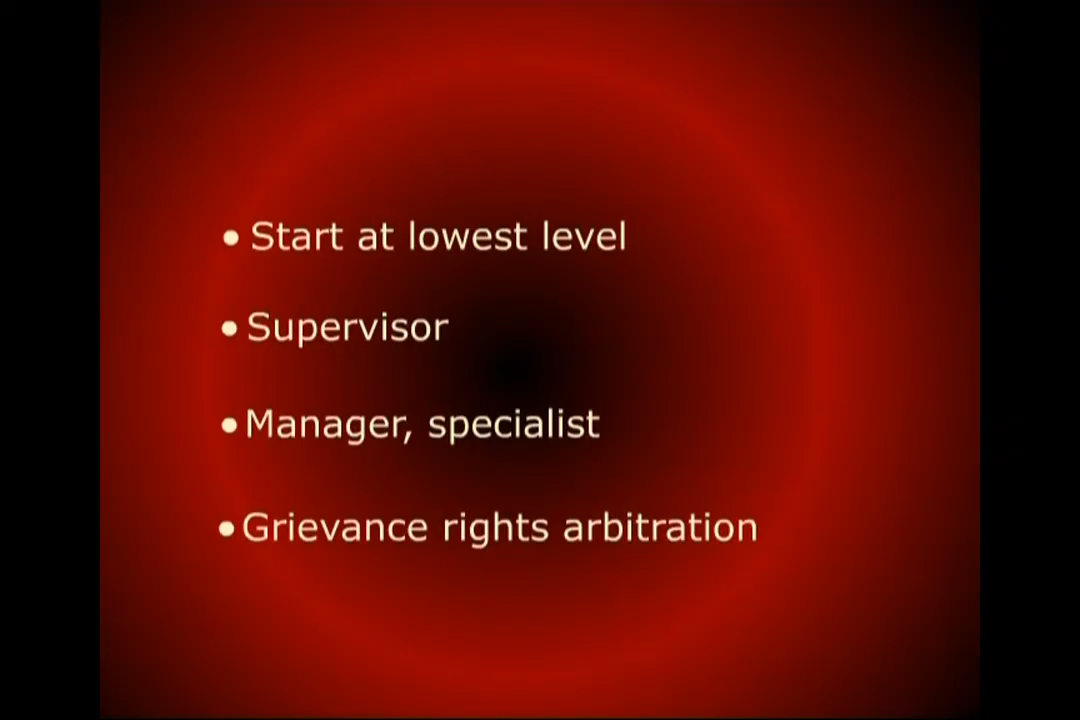 • Start at lowest level
• Supervisor
• Manager, specialist
• Grievance rights arbitration